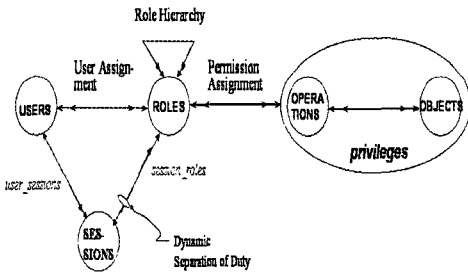 Role Hierarchy
User Assign-
ment
Permission
Assignment
USERS
ROLES
OPERA
TIONS
OBJECTS
privileges
user_sessions
session_roles
SES-
SIONS
Dynamic
Separation of Duty